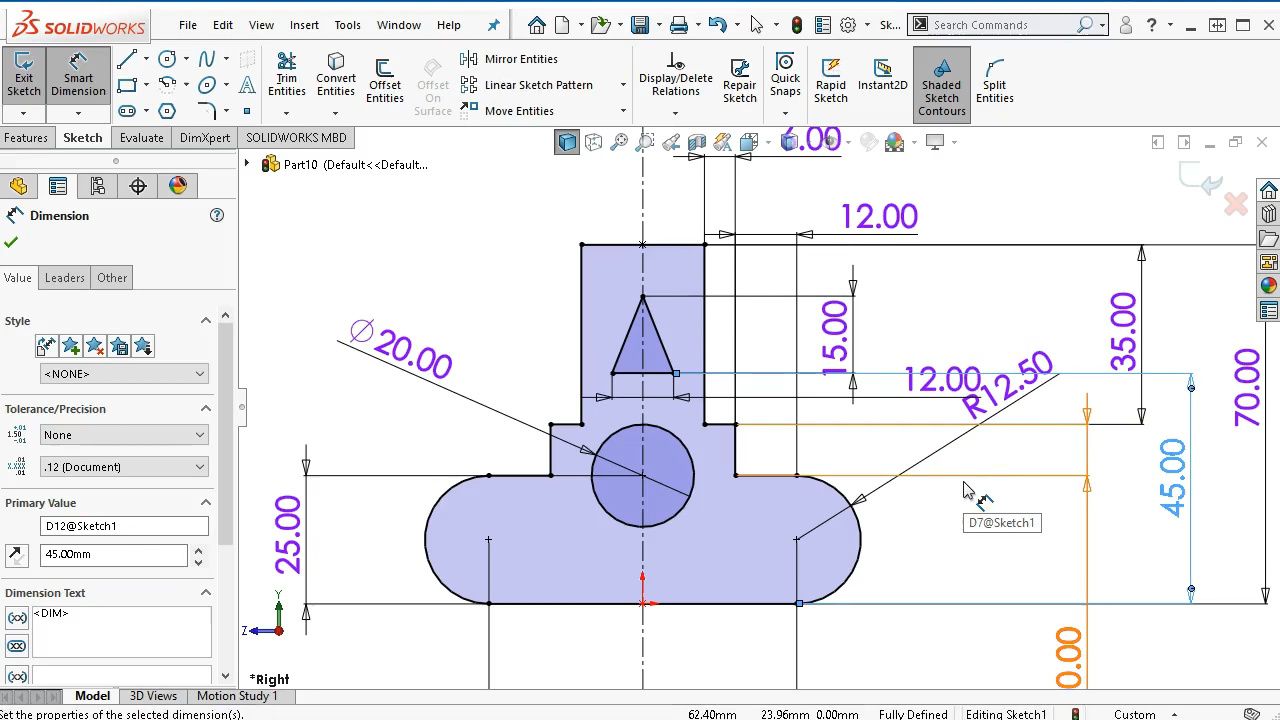 SOLIDWORKS
File Edit View Insert Tools Window Help
Sk...
Search Commands
?
Exit Sketch
Smart Dimension
Trim Entities
Convert Entities
Offset Entities
Offset On Surface
Mirror Entities
Linear Sketch Pattern
Move Entities
Display/Delete Relations
Repair Sketch
Quick Snaps
Rapid Sketch
Instant2D
Shaded Sketch Contours
Split Entities
Features Sketch Evaluate DimXpert SOLIDWORKS MBD
Part10 (Default<<Default...
Dimension
Value Leaders Other
Style
<NONE>
Tolerance/Precision
None
.12 (Document)
Primary Value
D12@Sketch1
45.00mm
Dimension Text
<DIM>
6.00
12.00
15.00
35.00
∅20.00
12.00
R12.50
70.00
45.00
25.00
D7@Sketch1
0.00
Y
Z
*Right
Model 3D Views Motion Study 1
Set the properties of the selected dimension(s).
62.40mm 23.96mm 0.00mm Fully Defined Editing Sketch1 Custom